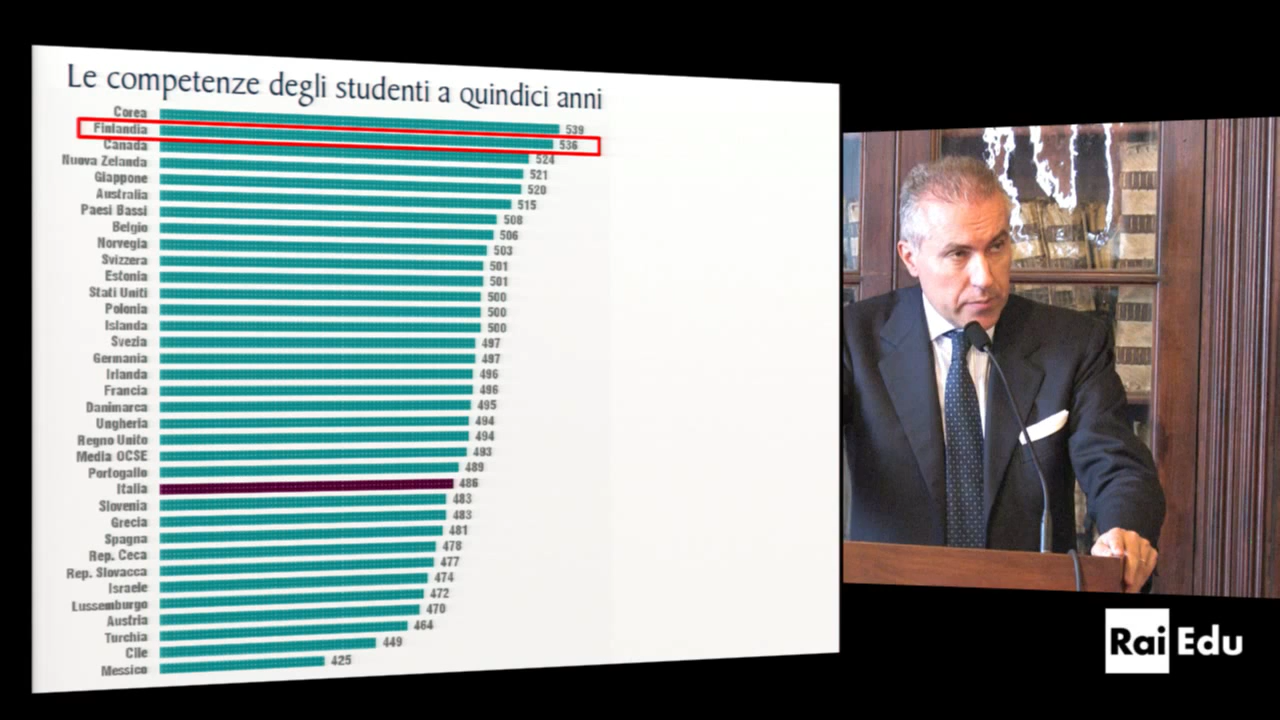 Le competenze degli studenti a quindici anni
Corea 539
Finlandia 536
Canada 524
Nuova Zelanda 521
Giappone 520
Australia 515
Paesi Bassi 508
Belgio 506
Norvegia 503
Svizzera 501
Estonia 501
Stati Uniti 500
Polonia 500
Islanda 500
Svezia 497
Germania 497
Irlanda 496
Francia 496
Danimarca 495
Ungheria 494
Regno Unito 494
Media OCSE 493
Portogallo 489
Italia 486
Slovenia 483
Grecia 483
Spagna 481
Rep. Ceca 478
Rep. Slovacca 477
Israele 474
Lussemburgo 472
Austria 470
Turchia 464
Cile 449
Messico 425
Rai Edu